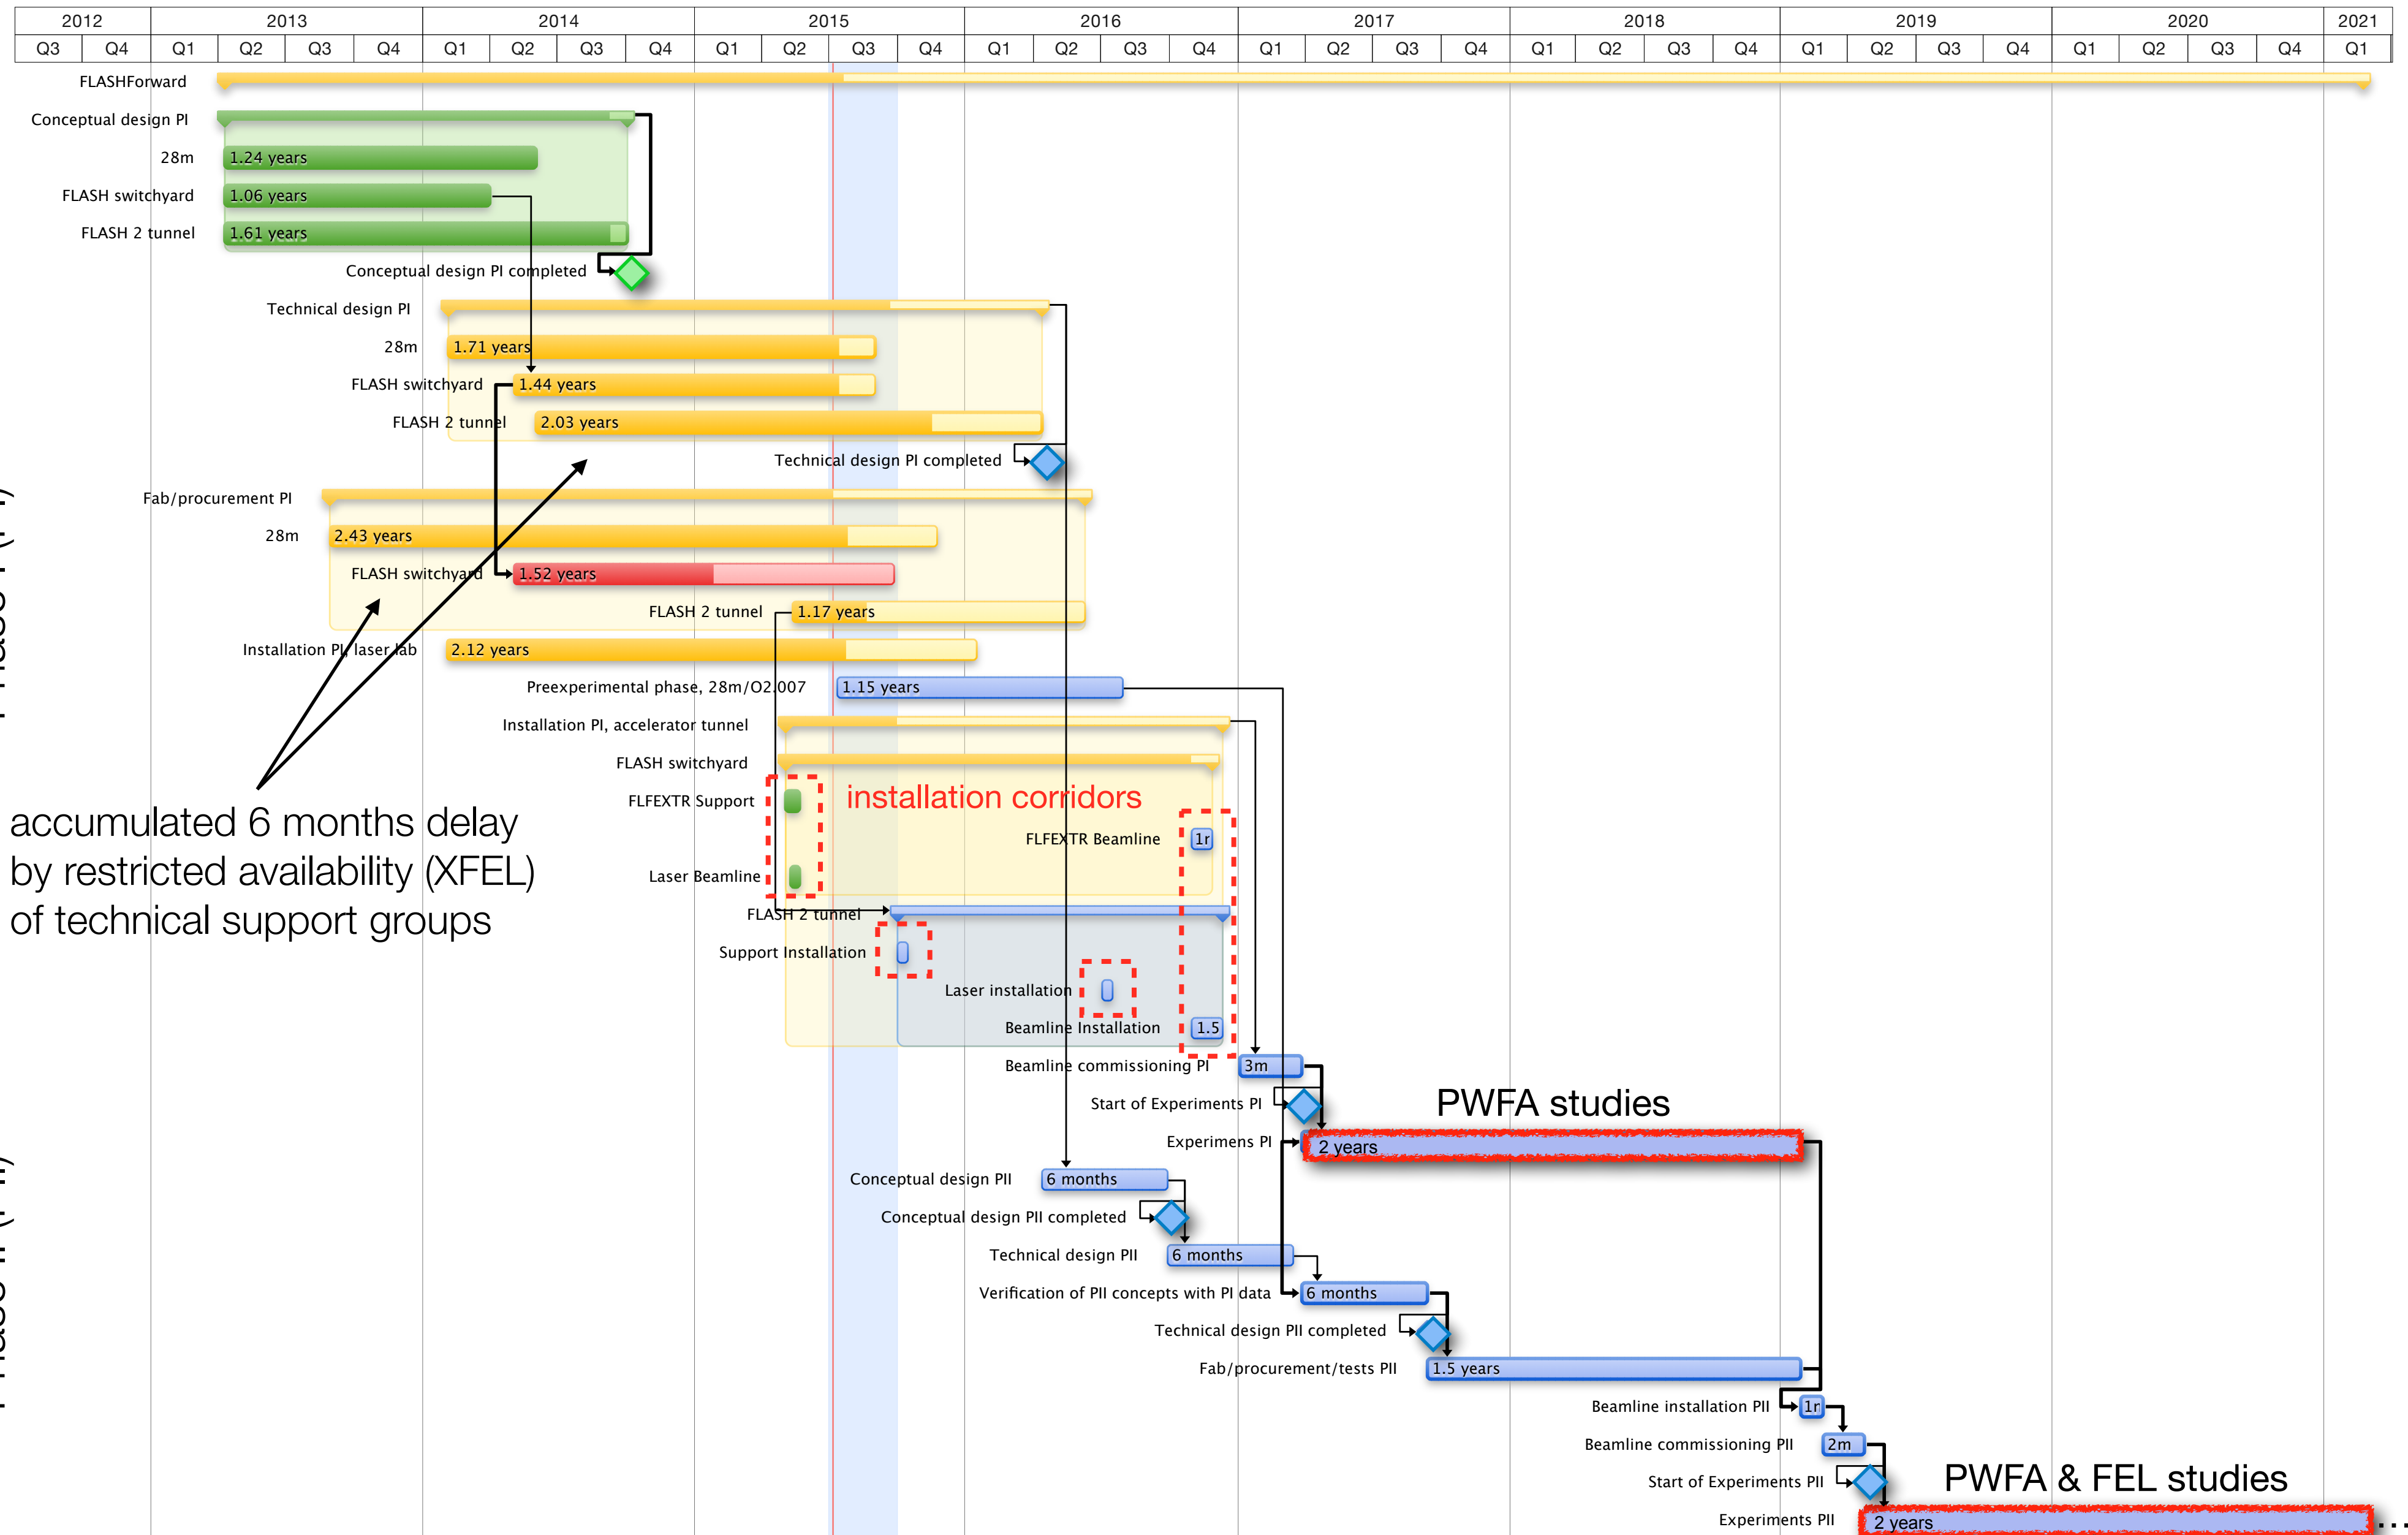 2012 2013 2014 2015 2016 2017 2018 2019 2020 2021
Q3 Q4 Q1 Q2 Q3 Q4 Q1 Q2 Q3 Q4 Q1 Q2 Q3 Q4 Q1 Q2 Q3 Q4 Q1 Q2 Q3 Q4 Q1 Q2 Q3 Q4 Q1 Q2 Q3 Q4 Q1 Q2 Q3 Q4 Q1
FLASHForward
Conceptual design PI
28m 1.24 years
FLASH switchyard 1.06 years
FLASH 2 tunnel 1.61 years
Conceptual design PI completed
Technical design PI
28m 1.71 years
FLASH switchyard 1.44 years
FLASH 2 tunnel 2.03 years
Technical design PI completed
Fab/procurement PI
28m 2.43 years
FLASH switchyard 1.52 years
FLASH 2 tunnel 1.17 years
Installation PI, laser lab 2.12 years
Preexperimental phase, 28m/O2.007 1.15 years
Installation PI, accelerator tunnel
FLASH switchyard
FLFEXTR Support
installation corridors
accumulated 6 months delay
by restricted availability (XFEL)
of technical support groups
FLFEXTR Beamline
Laser Beamline
FLASH 2 tunnel
Support Installation
Laser installation
Beamline Installation 1.5
Beamline commissioning PI 3m
Start of Experiments PI
PWFA studies
Experimens PI 2 years
Conceptual design PII 6 months
Conceptual design PII completed
Technical design PII 6 months
Verification of PII concepts with PI data 6 months
Technical design PII completed
Fab/procurement/tests PII 1.5 years
Beamline installation PII
Beamline commissioning PII 2m
Start of Experiments PII
PWFA & FEL studies
Experiments PII 2 years ...